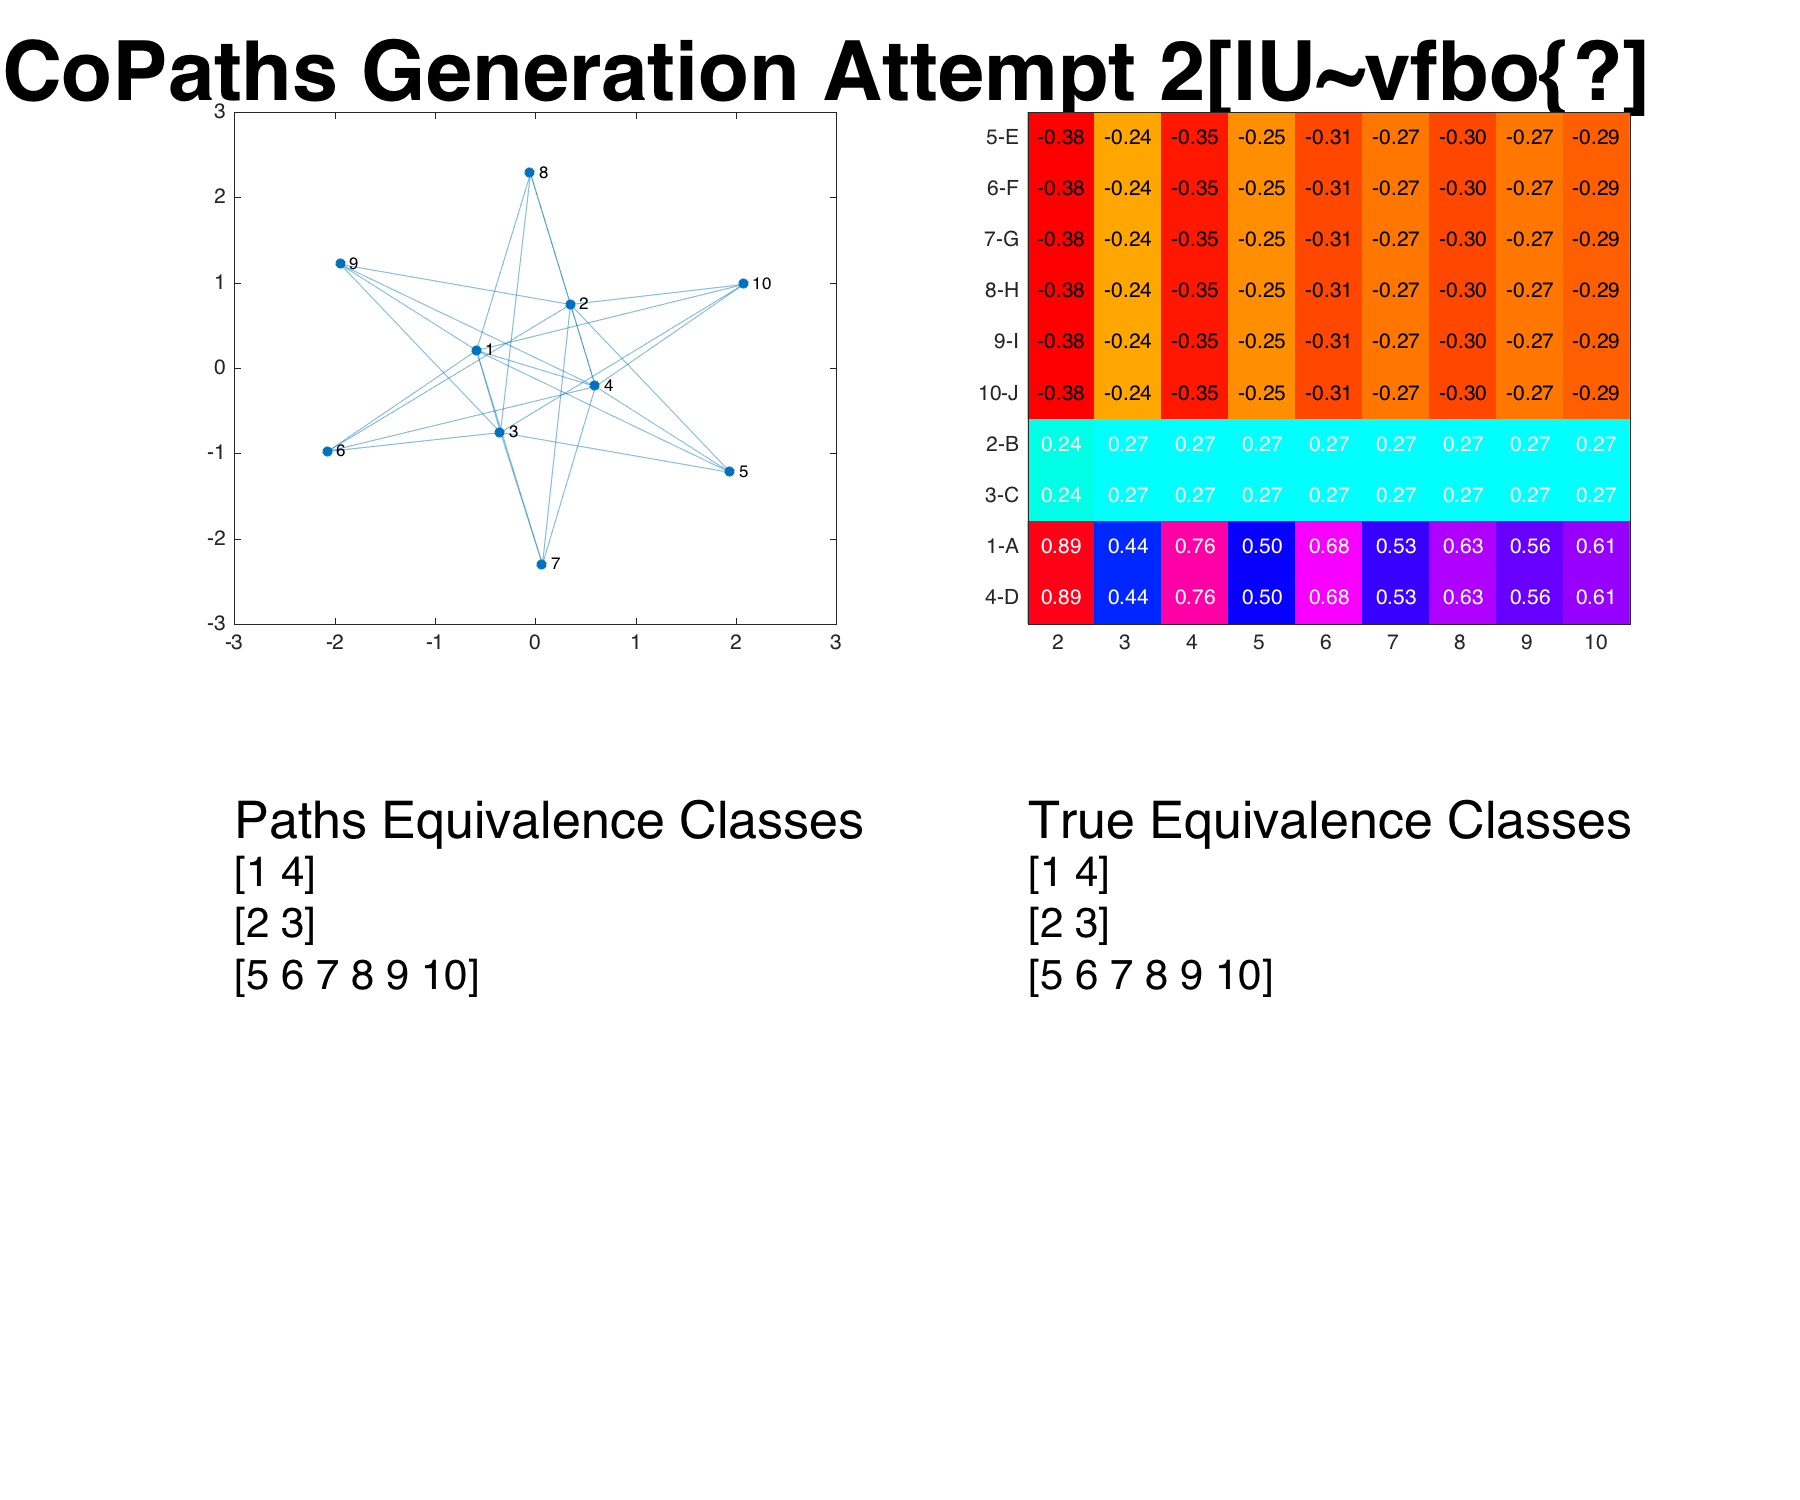 CoPaths Generation Attempt 2[IU~vfbo{?]
3
2
1
0
-1
-2
-3
-3 -2 -1 0 1 2 3
8
9
10
2
1
4
3
6
5
7
5-E -0.38 -0.24 -0.35 -0.25 -0.31 -0.27 -0.30 -0.27 -0.29
6-F -0.38 -0.24 -0.35 -0.25 -0.31 -0.27 -0.30 -0.27 -0.29
7-G -0.38 -0.24 -0.35 -0.25 -0.31 -0.27 -0.30 -0.27 -0.29
8-H -0.38 -0.24 -0.35 -0.25 -0.31 -0.27 -0.30 -0.27 -0.29
9-I -0.38 -0.24 -0.35 -0.25 -0.31 -0.27 -0.30 -0.27 -0.29
10-J -0.38 -0.24 -0.35 -0.25 -0.31 -0.27 -0.30 -0.27 -0.29
2-B 0.24 0.27 0.27 0.27 0.27 0.27 0.27 0.27 0.27
3-C 0.24 0.27 0.27 0.27 0.27 0.27 0.27 0.27 0.27
1-A 0.89 0.44 0.76 0.50 0.68 0.53 0.63 0.56 0.61
4-D 0.89 0.44 0.76 0.50 0.68 0.53 0.63 0.56 0.61
2 3 4 5 6 7 8 9 10
Paths Equivalence Classes
[1 4]
[2 3]
[5 6 7 8 9 10]
True Equivalence Classes
[1 4]
[2 3]
[5 6 7 8 9 10]